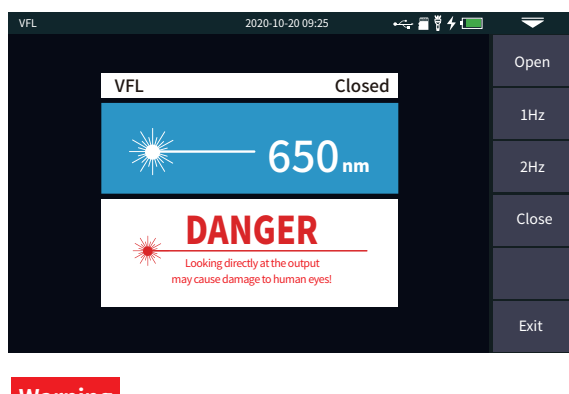 VFL 2020-10-20 09:25
Open
VFL Closed
1Hz
650nm
2Hz
DANGER
Close
Looking directly at the output
may cause damage to human eyes!
Exit
Warning